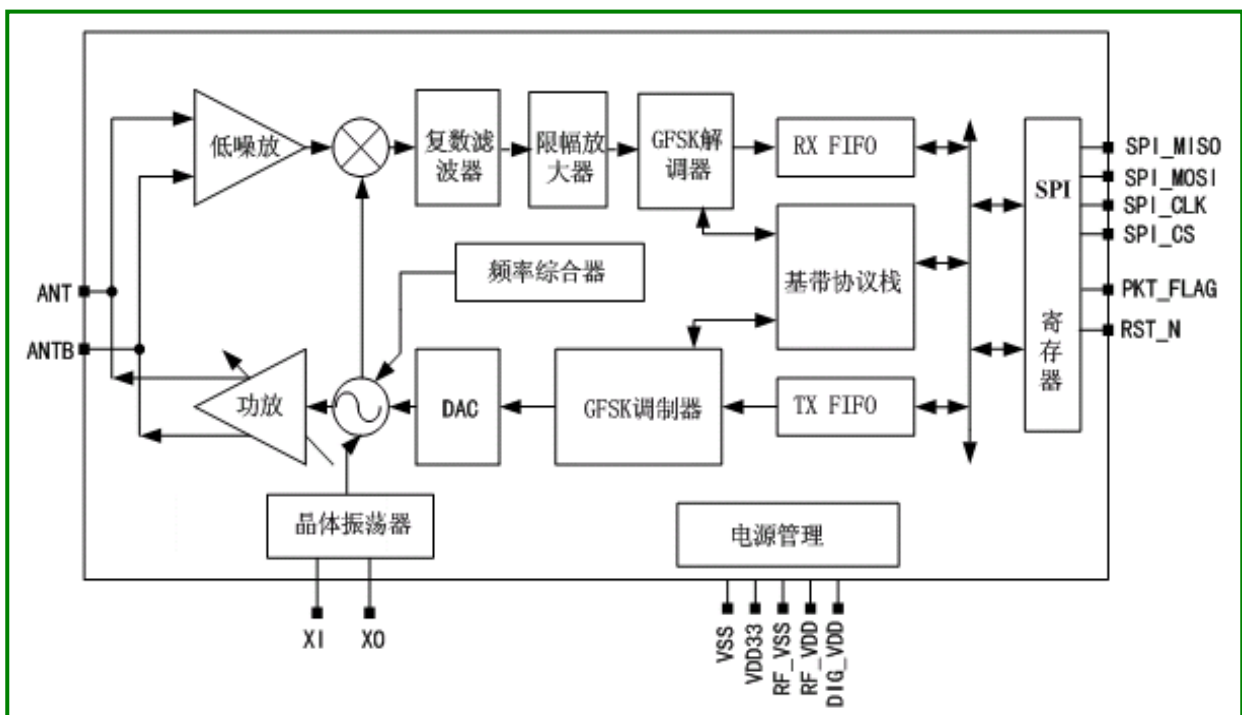 低噪放
复数滤
波器
限幅放
大器
GFSK解
调器
RX FIFO
SPI
寄
存
器
SPI_MISO
SPI_MOSI
SPI_CLK
SPI_CS
PKT_FLAG
RST_N
频率综合器
基带协议栈
ANT
ANTB
功放
DAC
GFSK调制器
TX FIFO
晶体振荡器
电源管理
XI
XO
VSS
VDD33
RF_VSS
RF_VDD
DIG_VDD